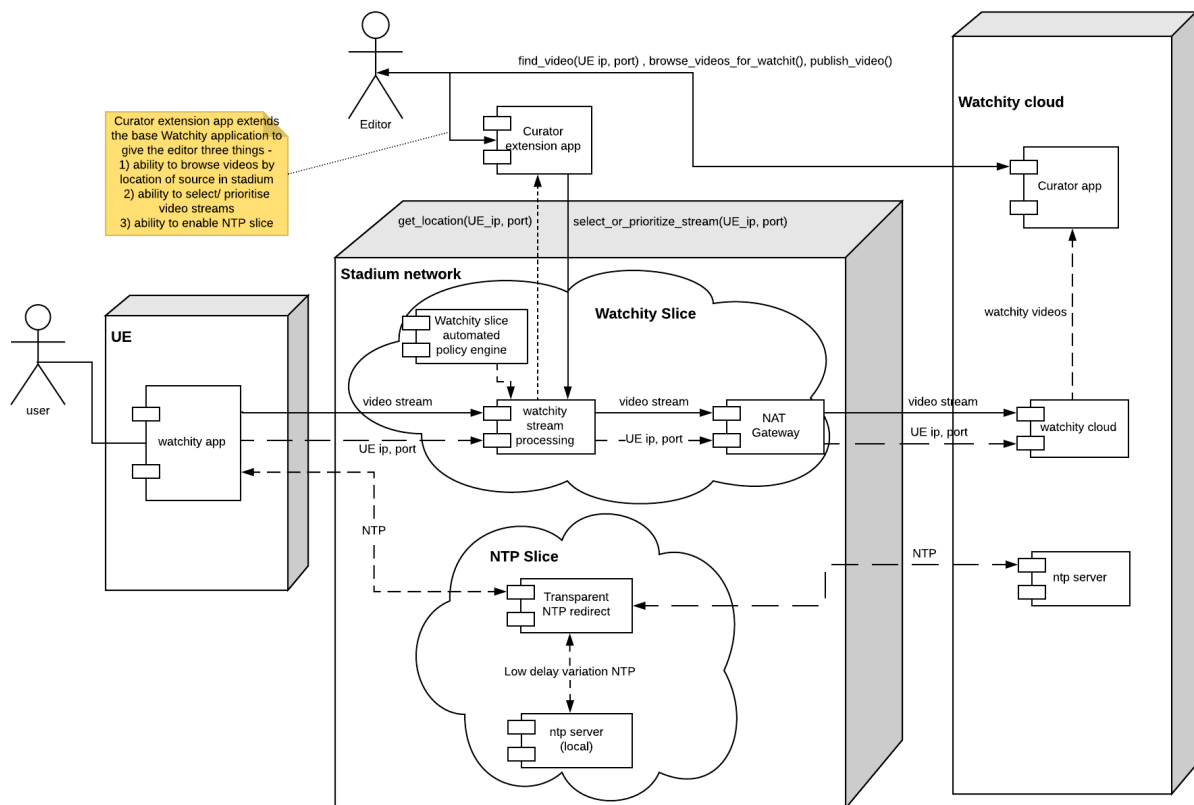 find_video(UE ip, port) , browse_videos_for_watchit(), publish_video()
Editor
Curator extension app extends
the base Watchity application to
give the editor three things -
1) ability to browse videos by
location of source in stadium
2) ability to select/ prioritise
video streams
3) ability to enable NTP slice
Curator
extension app
Watchity cloud
Curator app
get_location(UE_ip, port)
select_or_prioritize_stream(UE_ip, port)
Stadium network
Watchity Slice
Watchity slice
automated
policy engine
watchity videos
UE
user
watchity app
video stream
UE ip, port
watchity
stream
processing
video stream
UE ip, port
NAT
Gateway
video stream
UE ip, port
watchity cloud
NTP
NTP Slice
Transparent
NTP redirect
NTP
ntp server
Low delay variation NTP
ntp server
(local)